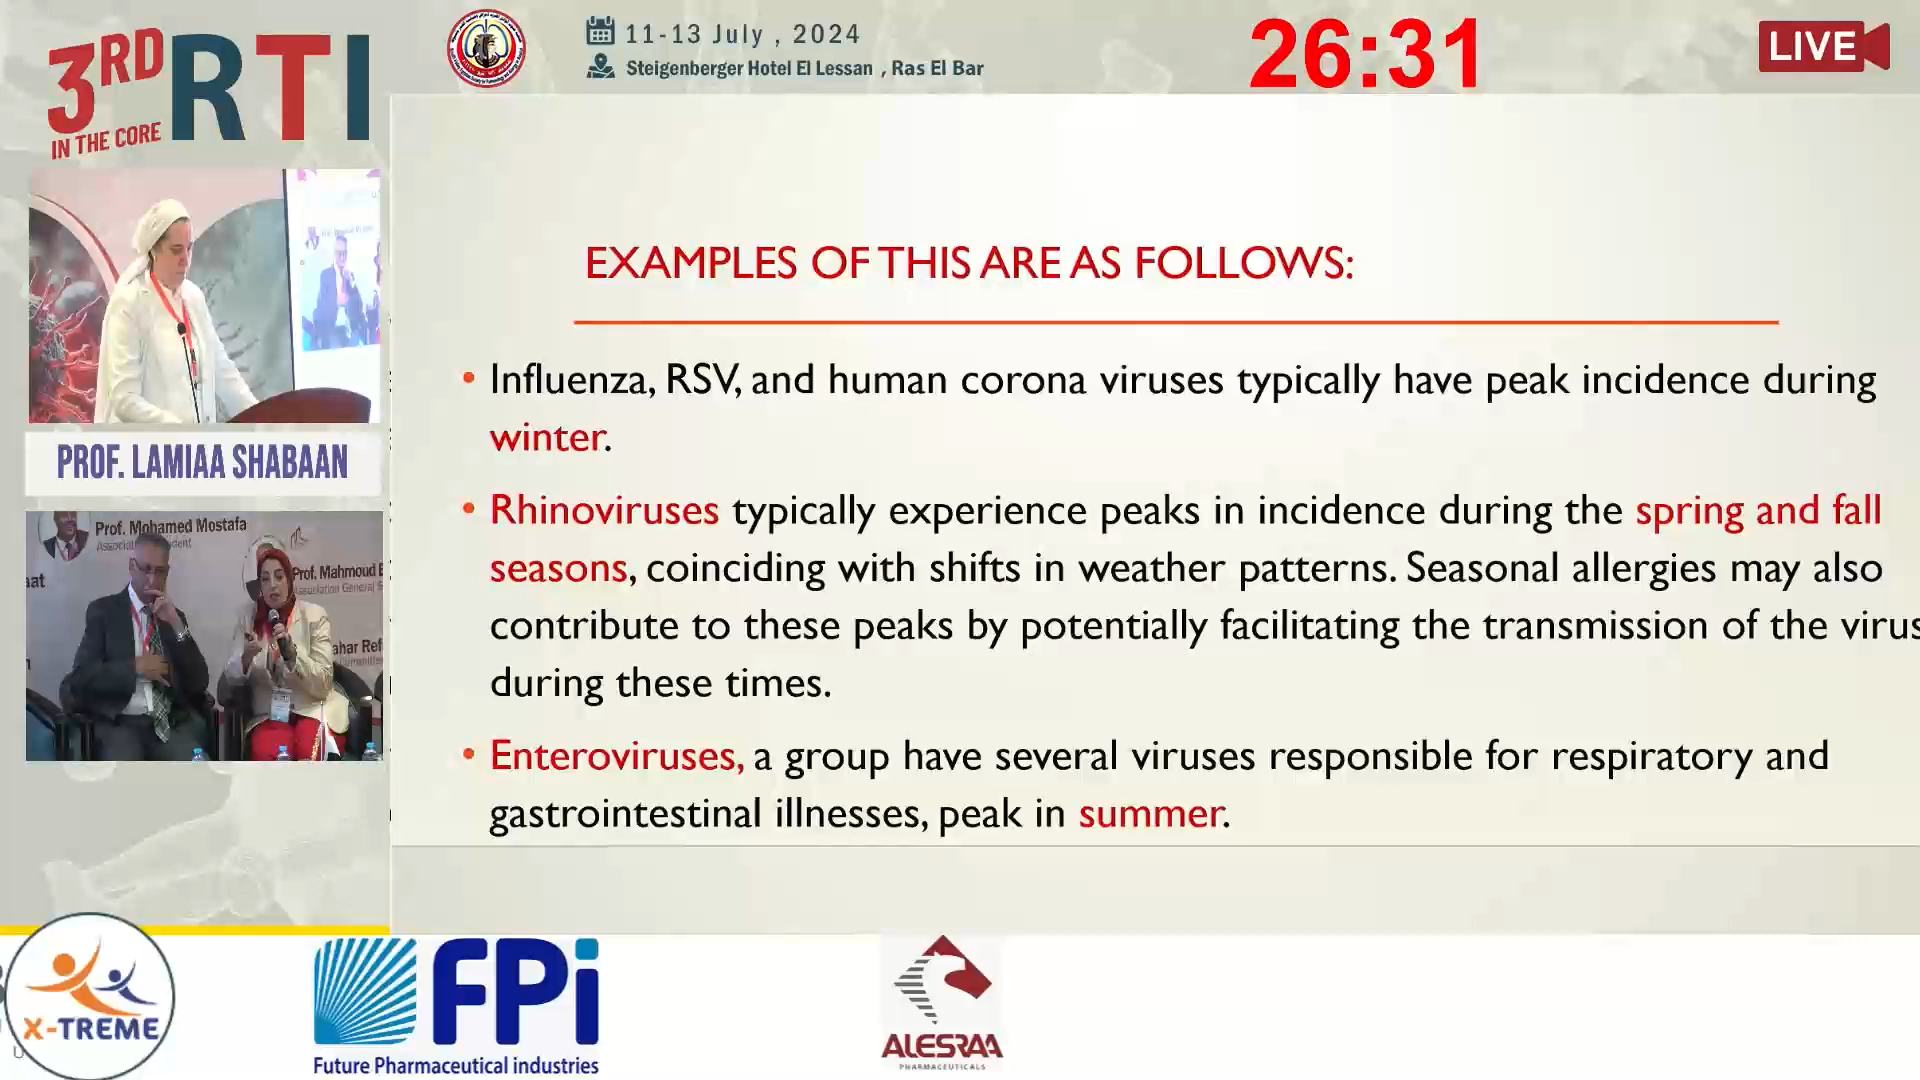 3RD RTI
IN THE CORE
11-13 July , 2024
Steigenberger Hotel El Lessan , Ras El Bar
26:31
LIVE
EXAMPLES OF THIS ARE AS FOLLOWS:
• Influenza, RSV, and human corona viruses typically have peak incidence during
winter.
• Rhinoviruses typically experience peaks in incidence during the spring and fall
seasons, coinciding with shifts in weather patterns. Seasonal allergies may also
contribute to these peaks by potentially facilitating the transmission of the virus
during these times.
• Enteroviruses, a group have several viruses responsible for respiratory and
gastrointestinal illnesses, peak in summer.
PROF. LAMIAA SHABAAN
Prof. Mohamed Mostafa
Prof. Mahmoud
X-TREME
FPi
Future Pharmaceutical industries
ALESRAA
PHARMACEUTICALS